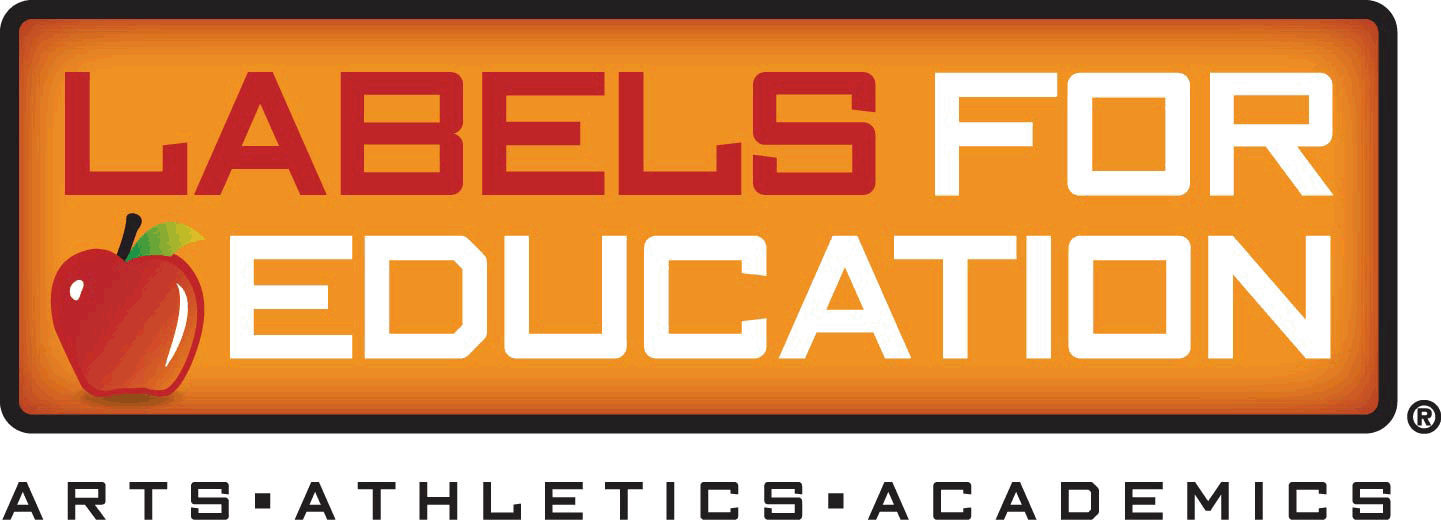 LABELS FOR
EDUCATION
®
ARTS▪ATHLETICS▪ACADEMICS